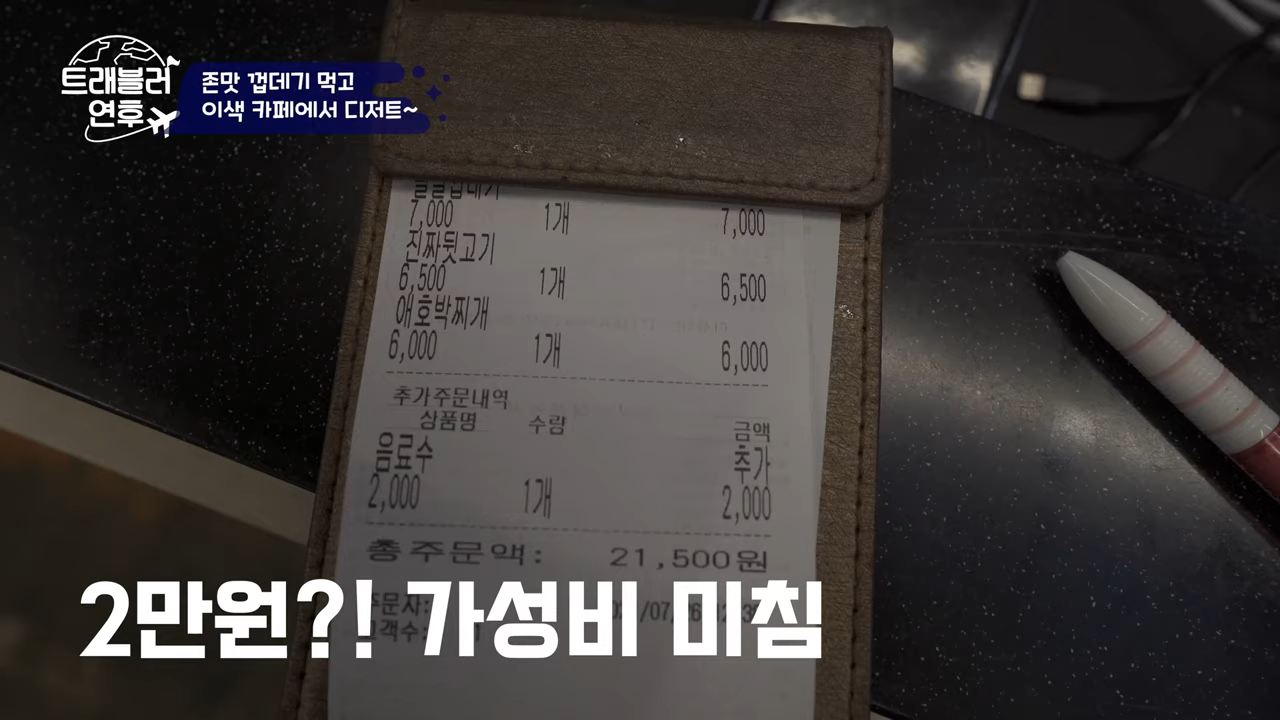 트래블러
연후
존맛 껍데기 먹고
이색 카페에서 디저트~
7,000 1개 7,000
진짜뒷고기
6,500 1개 6,500
애호박찌개
6,000 1개 6,000
추가주문내역
상품명 수량 금액
음료수 추가
2,000 1개 2,000
총주문액: 21,500원
2만원?! 가성비 미침